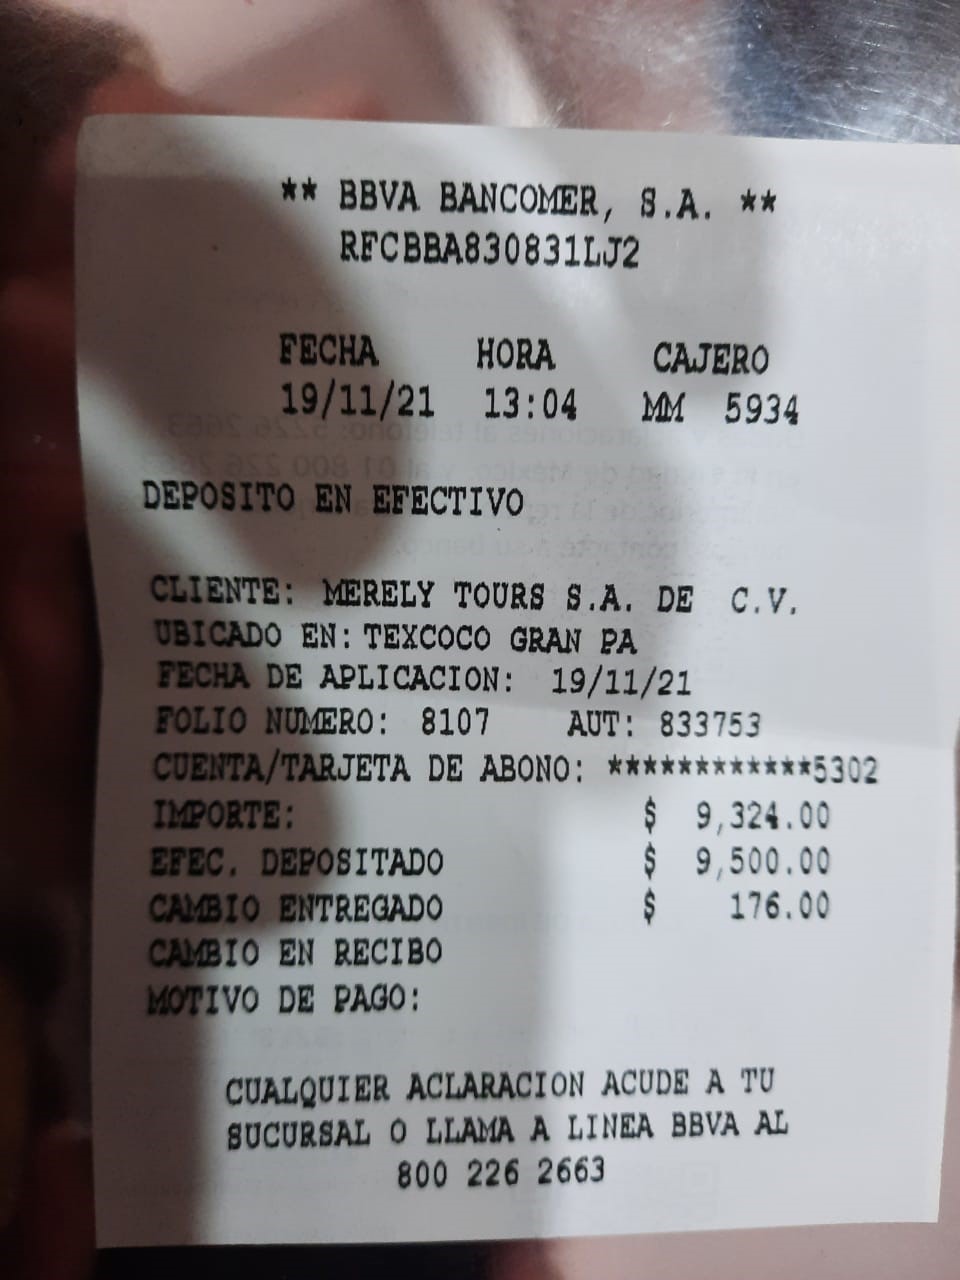 ** BBVA BANCOMER, S.A. **
RFCBBA830831LJ2
FECHA HORA CAJERO
19/11/21 13:04 MM 5934
DEPOSITO EN EFECTIVO
CLIENTE: MERELY TOURS S.A. DE C.V.
UBICADO EN: TEXCOCO GRAN PA
FECHA DE APLICACION: 19/11/21
FOLIO NUMERO: 8107 AUT: 833753
CUENTA/TARJETA DE ABONO: ************5302
IMPORTE: $ 9,324.00
EFEC. DEPOSITADO $ 9,500.00
CAMBIO ENTREGADO $ 176.00
CAMBIO EN RECIBO
MOTIVO DE PAGO:
CUALQUIER ACLARACION ACUDE A TU
SUCURSAL O LLAMA A LINEA BBVA AL
800 226 2663